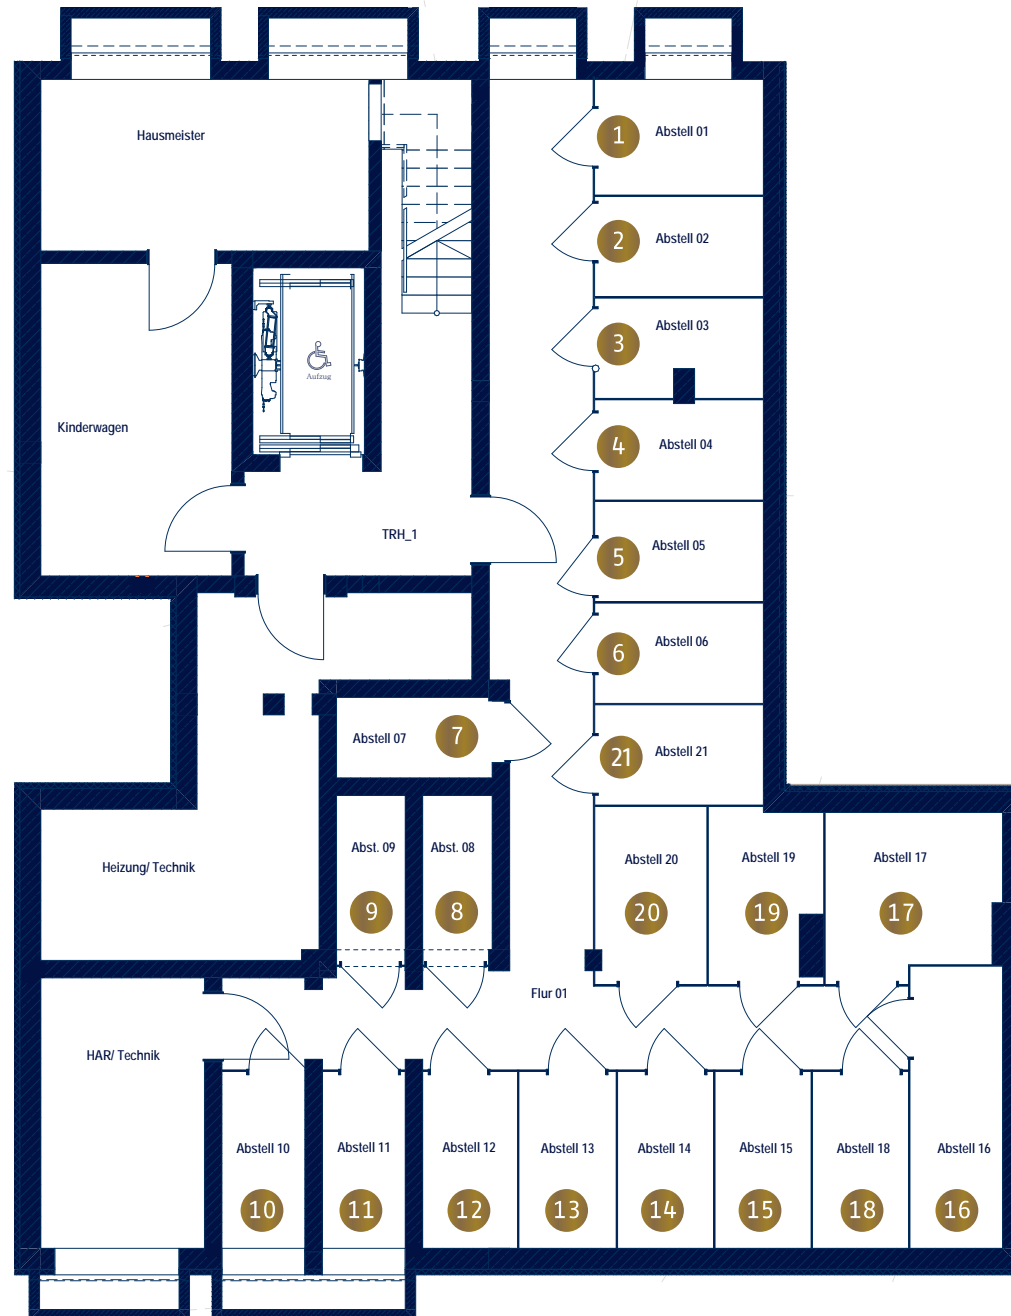 Hausmeister
1 Abstell 01
2 Abstell 02
3 Abstell 03
Aufzug
Kinderwagen
4 Abstell 04
TRH_1
5 Abstell 05
6 Abstell 06
Abstell 07 7
21 Abstell 21
Abst. 09
9
Abst. 08
8
Heizung/ Technik
Abstell 20
20
Abstell 19
19
Abstell 17
17
Flur 01
HAR/ Technik
Abstell 10
10
Abstell 11
11
Abstell 12
12
Abstell 13
13
Abstell 14
14
Abstell 15
15
Abstell 18
18
Abstell 16
16